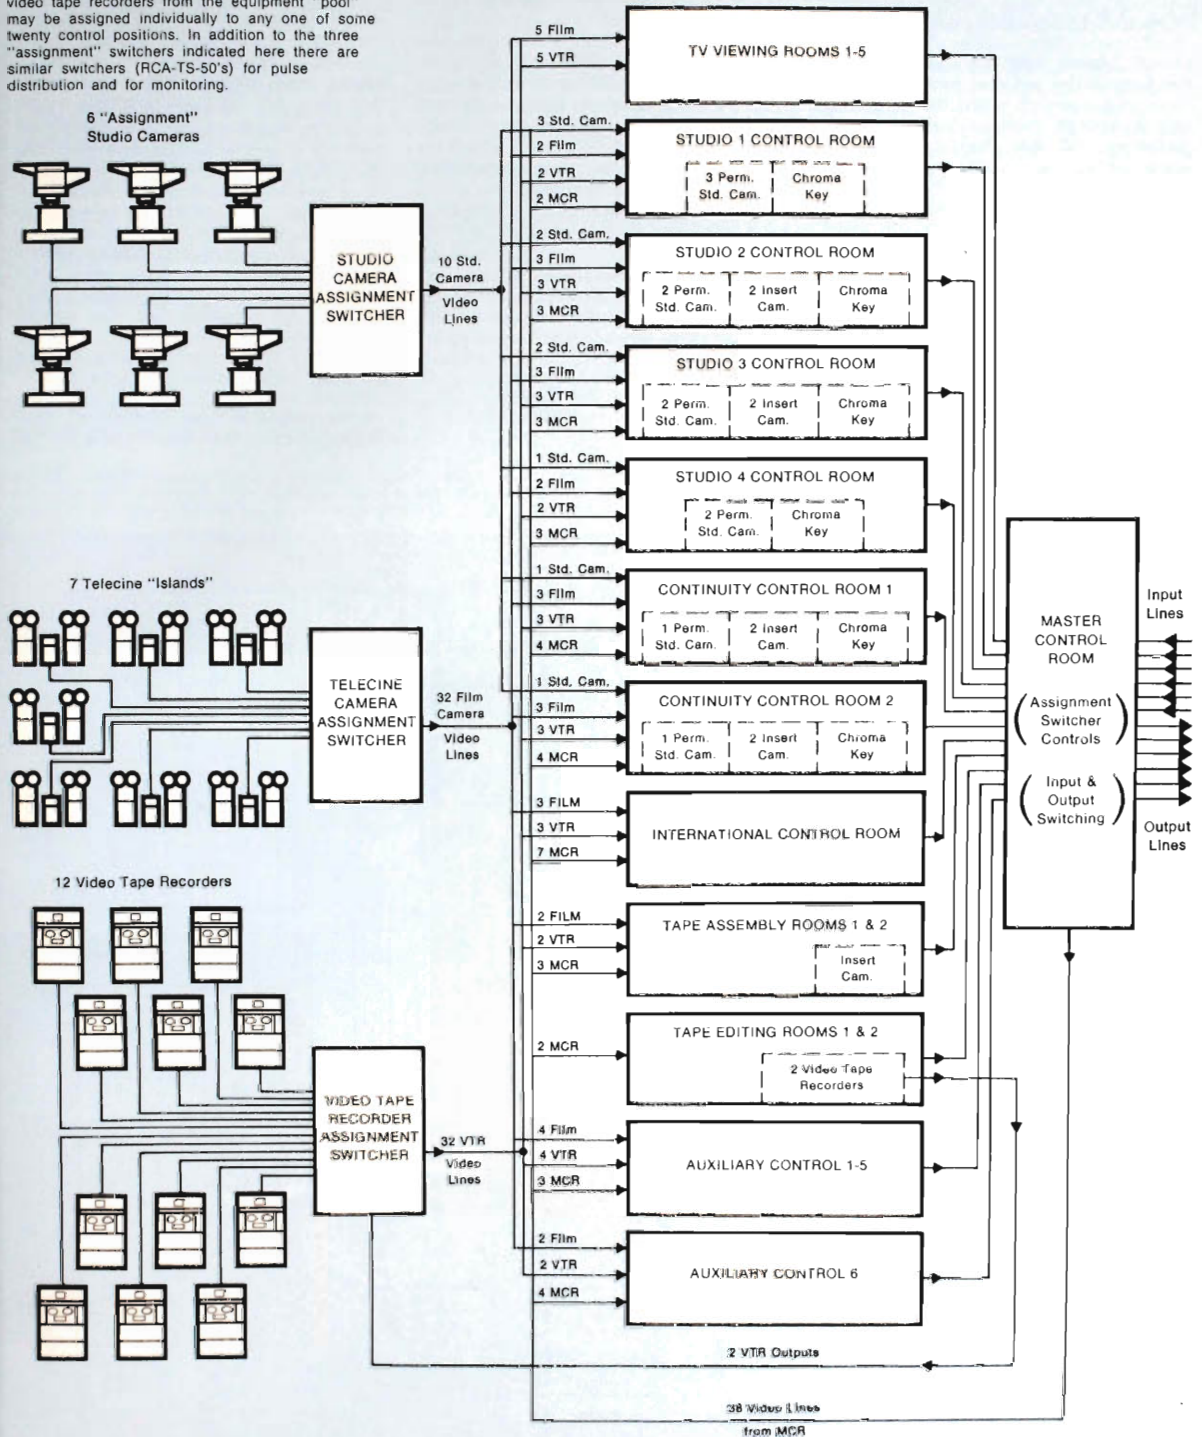 video tape recorders from the equipment "pool"
may be assigned individually to any one of some
twenty control positions. In addition to the three
"assignment" switchers indicated here there are
similar switchers (RCA-TS-50's) for pulse
distribution and for monitoring.
6 "Assignment"
Studio Cameras
STUDIO
CAMERA
ASSIGNMENT
SWITCHER
10 Std.
Camera
Video
Lines
7 Telecine "Islands"
TELECINE
CAMERA
ASSIGNMENT
SWITCHER
32 Film
Camera
Video
Lines
12 Video Tape Recorders
VIDEO TAPE
RECORDER
ASSIGNMENT
SWITCHER
32 VTR
Video
Lines
5 Film
5 VTR
TV VIEWING ROOMS 1-5
3 Std. Cam.
2 Film
2 VTR
2 MCR
STUDIO 1 CONTROL ROOM
3 Perm.
Std. Cam.
Chroma
Key
2 Std. Cam.
3 Film
3 VTR
3 MCR
STUDIO 2 CONTROL ROOM
2 Perm.
Std. Cam.
2 Insert
Cam.
Chroma
Key
2 Std. Cam.
3 Film
3 VTR
3 MCR
STUDIO 3 CONTROL ROOM
2 Perm.
Std. Cam.
2 Insert
Cam.
Chroma
Key
1 Std. Cam.
2 Film
2 VTR
3 MCR
STUDIO 4 CONTROL ROOM
2 Perm.
Std. Cam.
Chroma
Key
1 Std. Cam.
3 Film
3 VTR
4 MCR
CONTINUITY CONTROL ROOM 1
1 Perm.
Std. Cam.
2 Insert
Cam.
Chroma
Key
1 Std. Cam.
3 Film
3 VTR
4 MCR
CONTINUITY CONTROL ROOM 2
1 Perm.
Std. Cam.
2 Insert
Cam.
Chroma
Key
3 FILM
3 VTR
7 MCR
INTERNATIONAL CONTROL ROOM
2 FILM
2 VTR
3 MCR
TAPE ASSEMBLY ROOMS 1 & 2
Insert
Cam.
2 MCR
TAPE EDITING ROOMS 1 & 2
2 Video Tape
Recorders
4 Film
4 VTR
3 MCR
AUXILIARY CONTROL 1-5
2 Film
2 VTR
4 MCR
AUXILIARY CONTROL 6
2 VTR Outputs
38 Video Lines
from MCR
MASTER
CONTROL
ROOM
(Assignment
Switcher
Controls)
(Input &
Output
Switching)
Input
Lines
Output
Lines